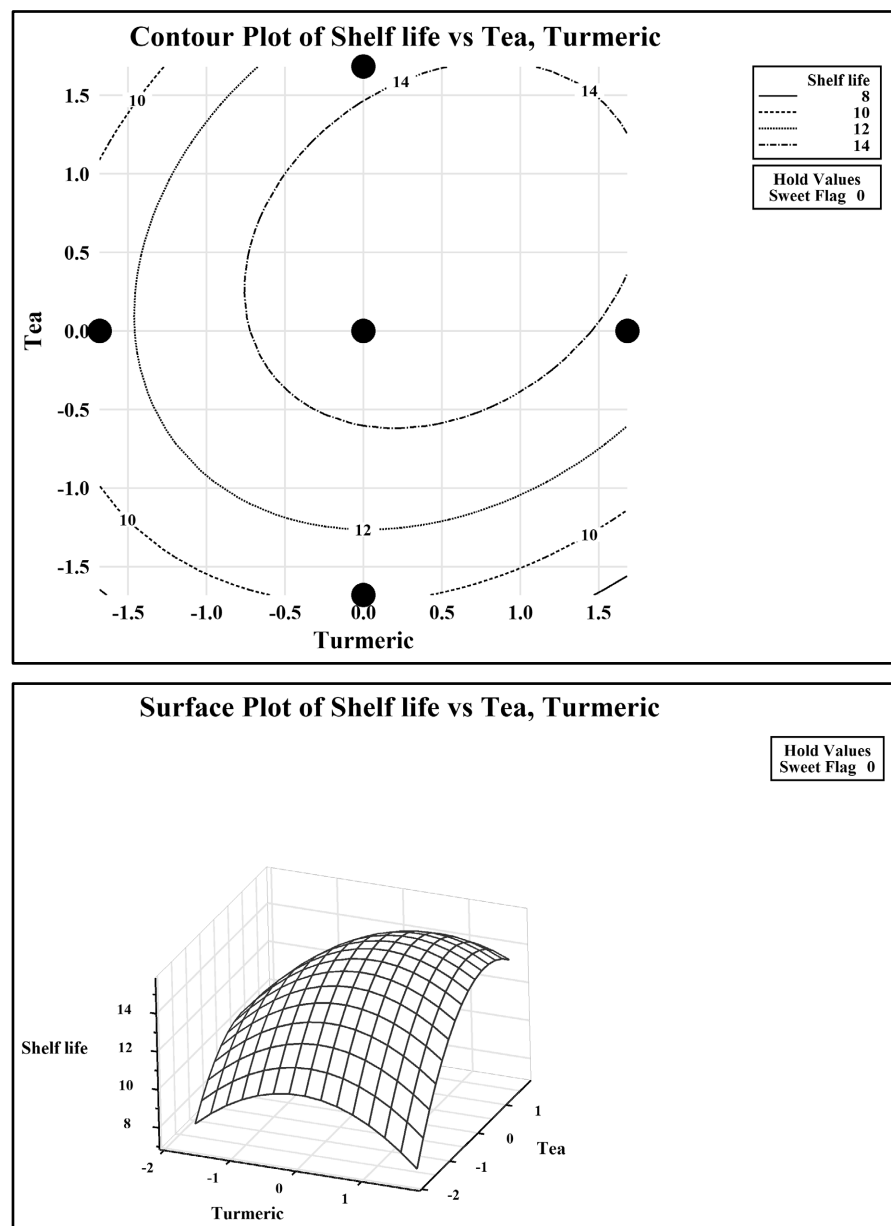 Contour Plot of Shelf life vs Tea, Turmeric
10
14
14
1.5
1.0
0.5
0.0
-0.5
-1.0
-1.5
Tea
10
12
10
-1.5 -1.0 -0.5 0.0 0.5 1.0 1.5
Turmeric
Shelf life
8
10
12
14
Hold Values
Sweet Flag 0
Surface Plot of Shelf life vs Tea, Turmeric
Hold Values
Sweet Flag 0
Shelf life
14
12
10
8
-2
-1
0
1
Turmeric
-2
-1
0
1
Tea